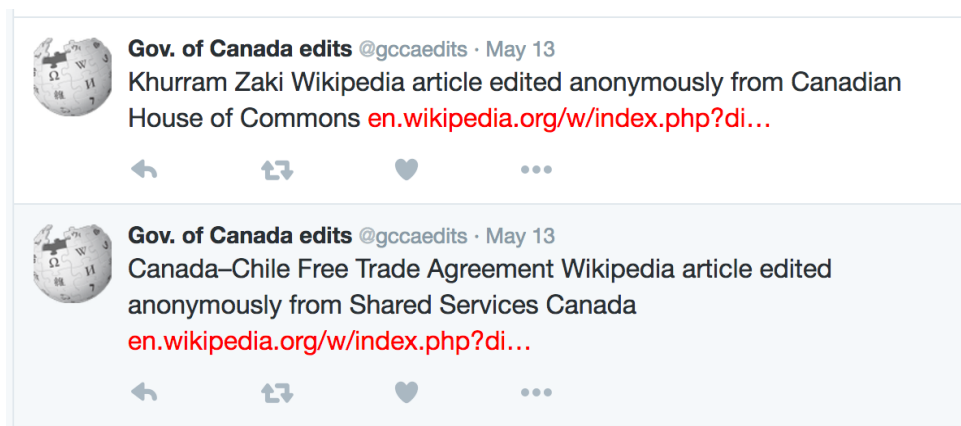 Gov. of Canada edits @gccaedits · May 13
Khurram Zaki Wikipedia article edited anonymously from Canadian
House of Commons en.wikipedia.org/w/index.php?di…
Gov. of Canada edits @gccaedits · May 13
Canada–Chile Free Trade Agreement Wikipedia article edited
anonymously from Shared Services Canada
en.wikipedia.org/w/index.php?di…